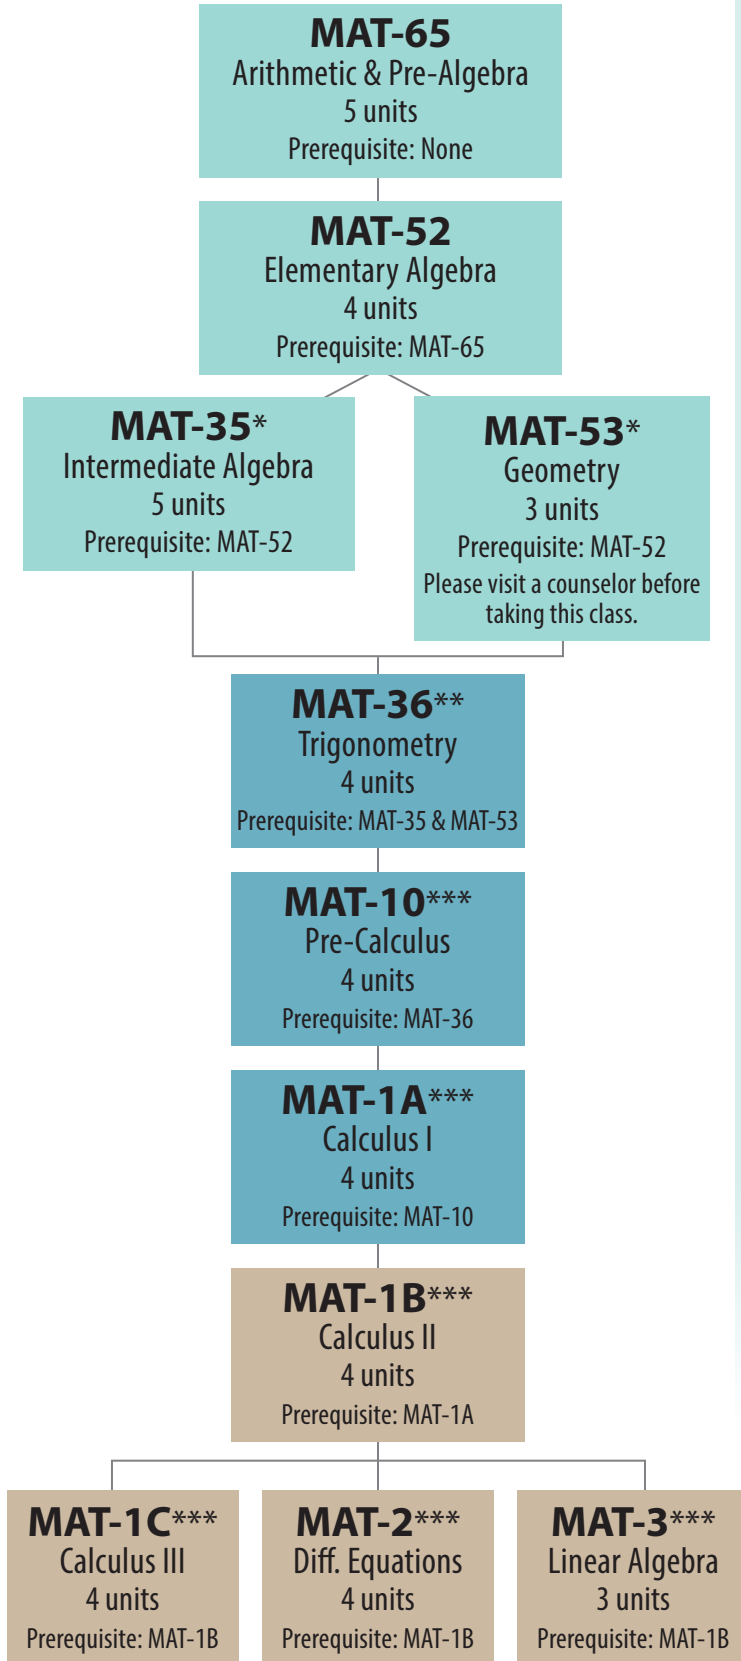 MAT-65
Arithmetic & Pre-Algebra
5 units
Prerequisite: None
MAT-52
Elementary Algebra
4 units
Prerequisite: MAT-65
MAT-35*
Intermediate Algebra
5 units
Prerequisite: MAT-52
MAT-53*
Geometry
3 units
Prerequisite: MAT-52
Please visit a counselor before
taking this class.
MAT-36**
Trigonometry
4 units
Prerequisite: MAT-35 & MAT-53
MAT-10***
Pre-Calculus
4 units
Prerequisite: MAT-36
MAT-1A***
Calculus I
4 units
Prerequisite: MAT-10
MAT-1B***
Calculus II
4 units
Prerequisite: MAT-1A
MAT-1C***
Calculus III
4 units
Prerequisite: MAT-1B
MAT-2***
Diff. Equations
4 units
Prerequisite: MAT-1B
MAT-3***
Linear Algebra
3 units
Prerequisite: MAT-1B